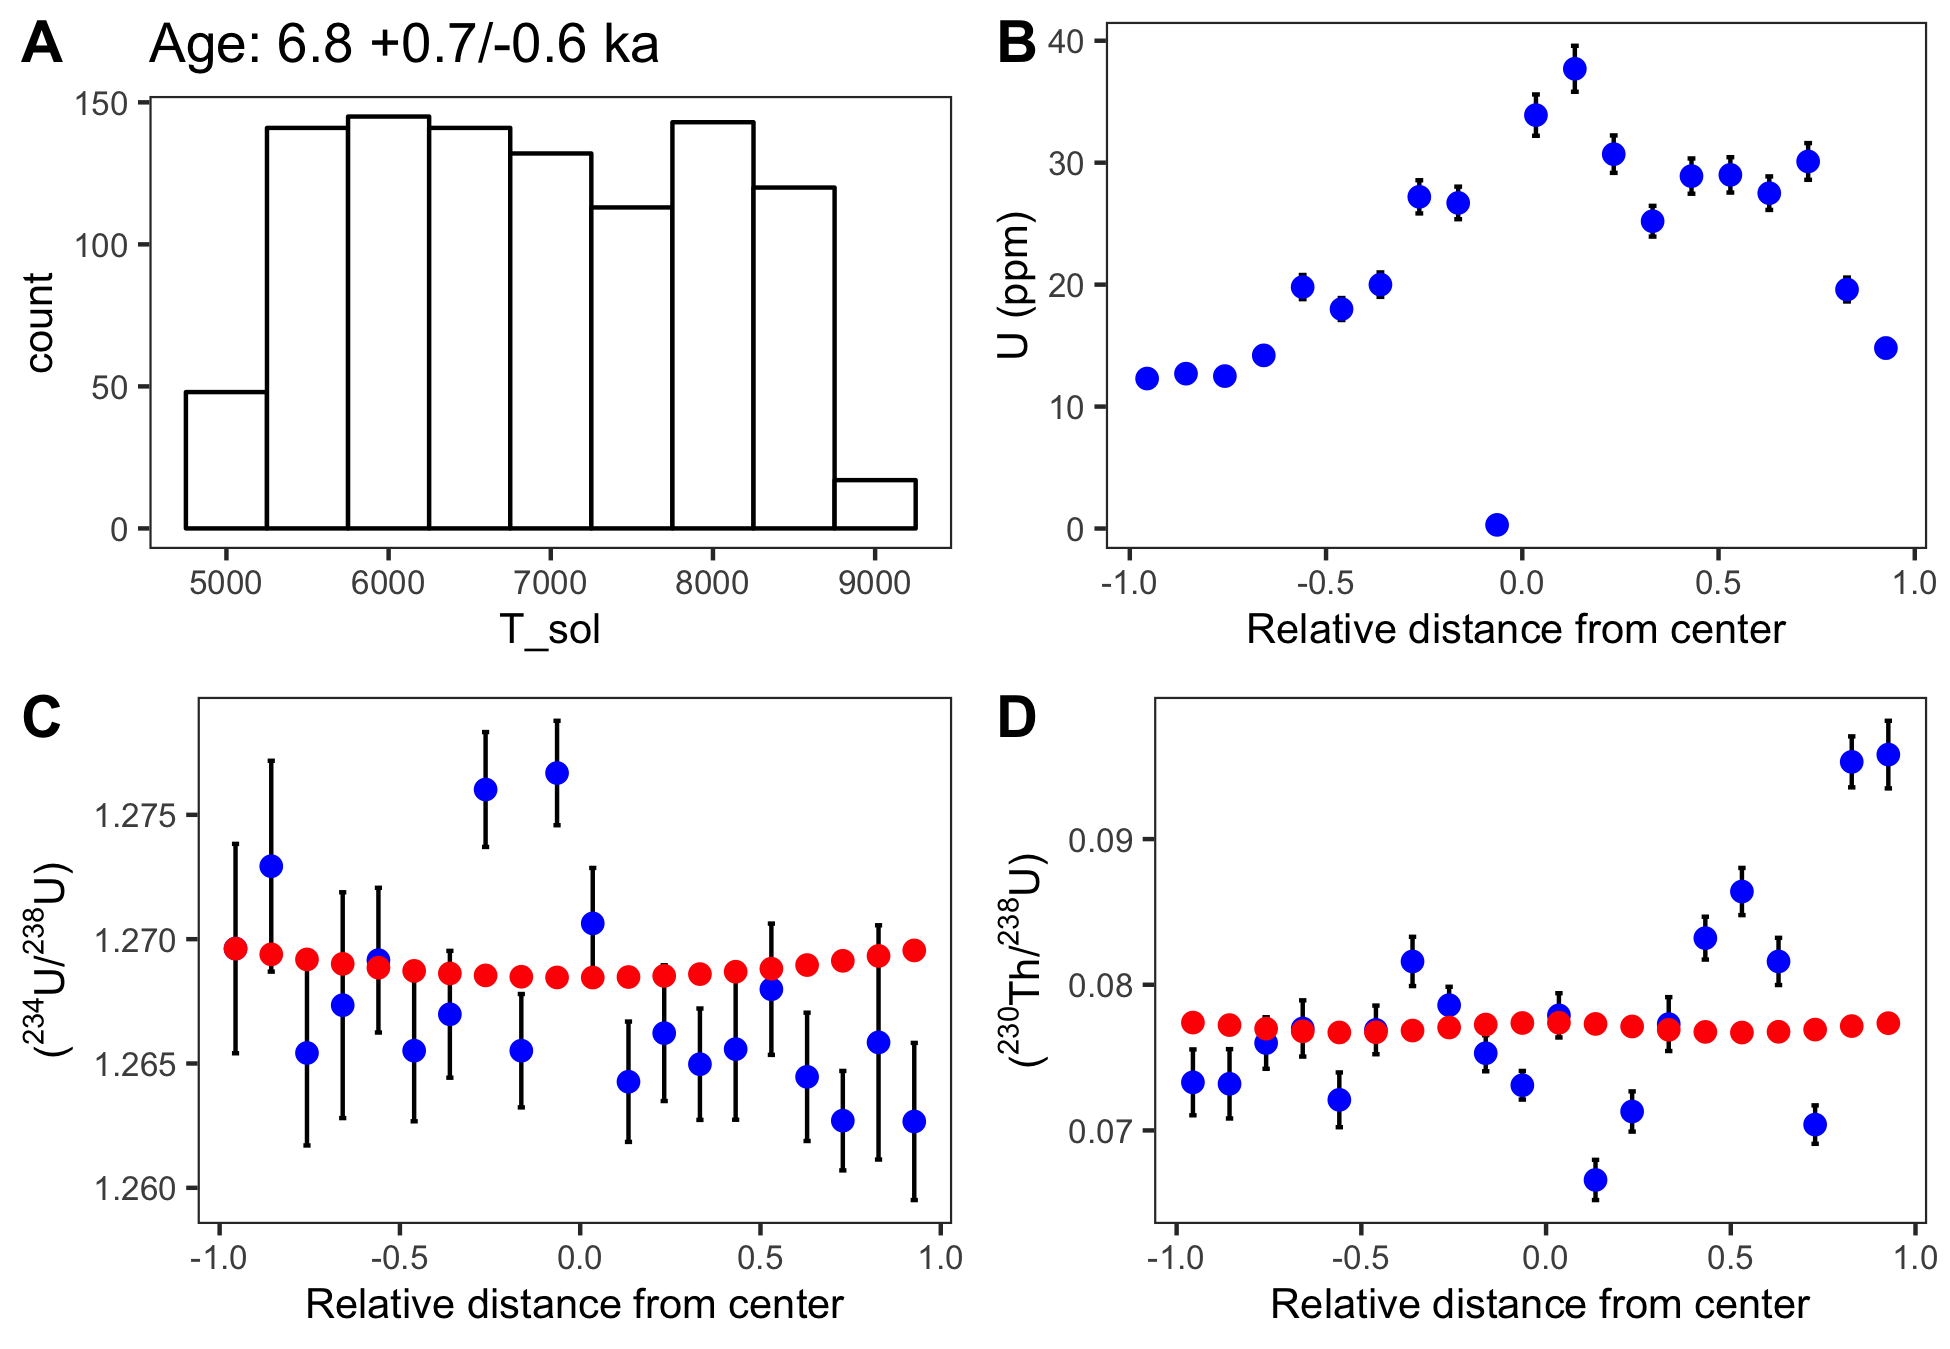 A Age: 6.8 +0.7/-0.6 ka
150
100
50
0
count
5000 6000 7000 8000 9000
T_sol
B
40
30
20
10
0
U (ppm)
-1.0 -0.5 0.0 0.5 1.0
Relative distance from center
C
1.275
1.270
1.265
1.260
(²³⁴U/²³⁸U)
-1.0 -0.5 0.0 0.5 1.0
Relative distance from center
D
0.09
0.08
0.07
(²³⁰Th/²³⁸U)
-1.0 -0.5 0.0 0.5 1.0
Relative distance from center